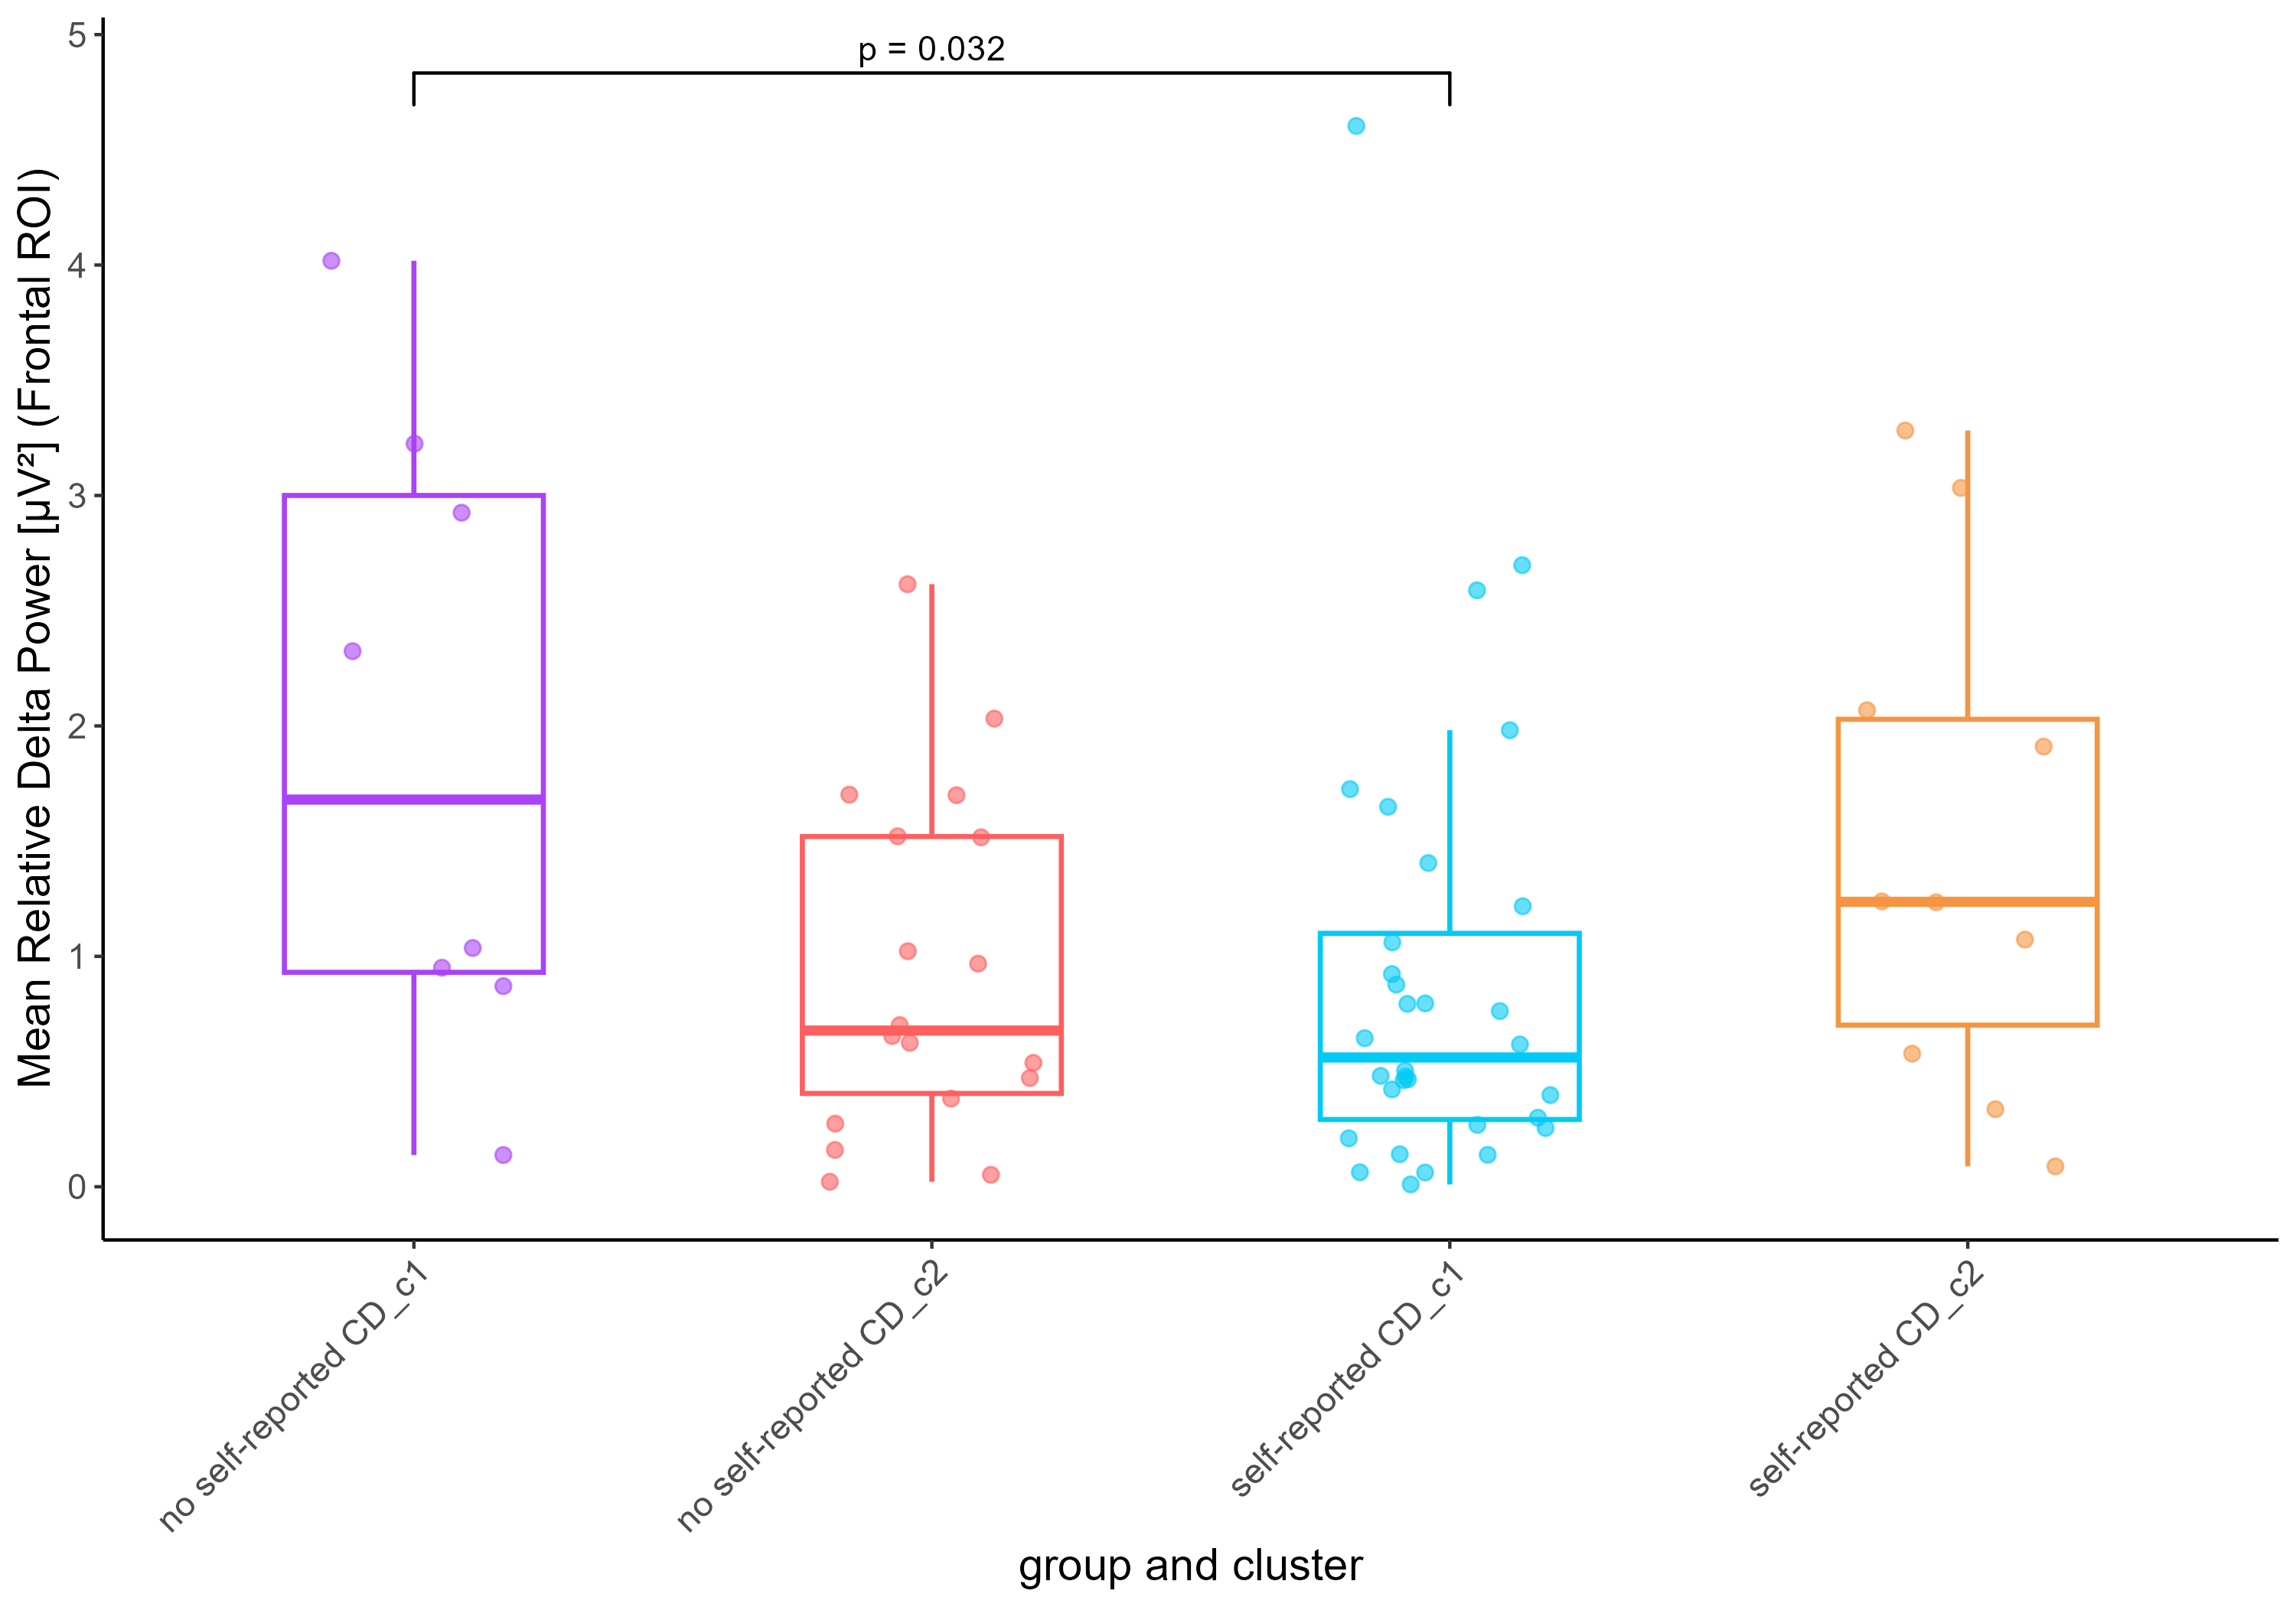 p = 0.032
Mean Relative Delta Power [µV²] (Frontal ROI)
5
4
3
2
1
0
no self-reported CD_c1
no self-reported CD_c2
self-reported CD_c1
self-reported CD_c2
group and cluster